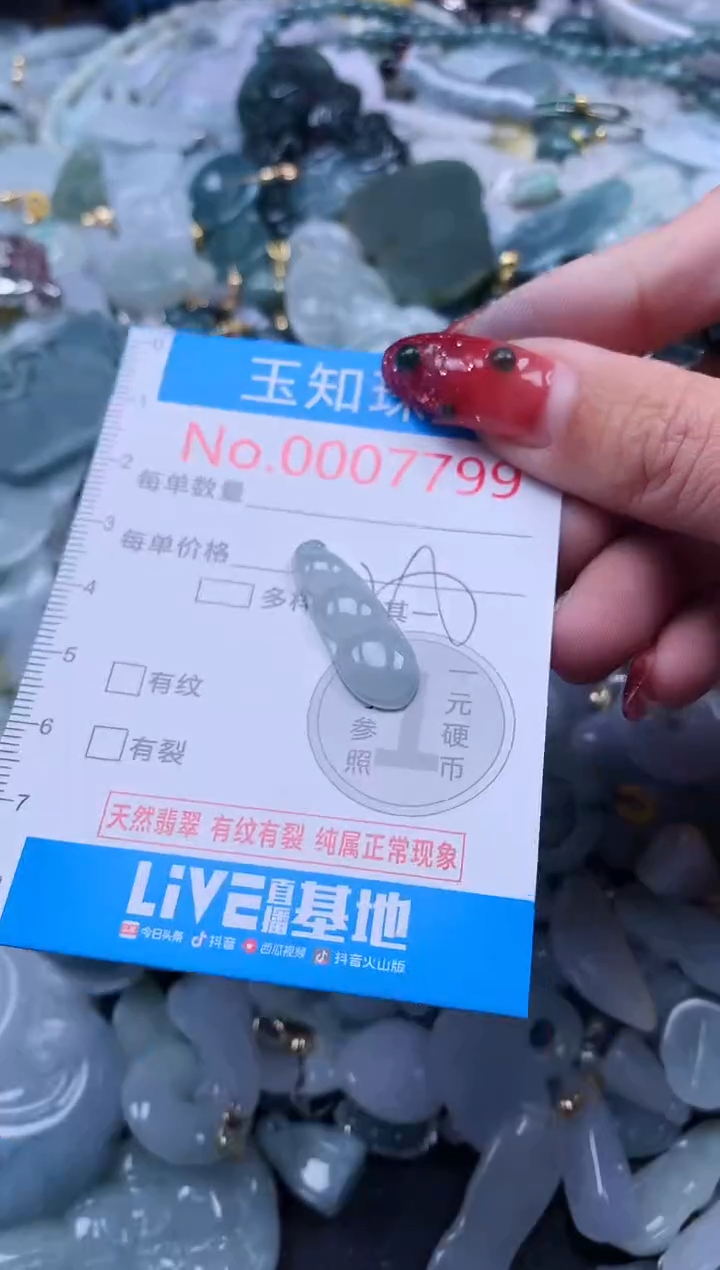 玉知珠
No.0007799
每单数量
每单价格
多样 其一
有纹
有裂
参照 1 一元硬币
0
1
2
3
4
5
6
7
天然翡翠 有纹有裂 纯属正常现象
LiVE直播基地
今日头条 抖音 西瓜视频 抖音火山版